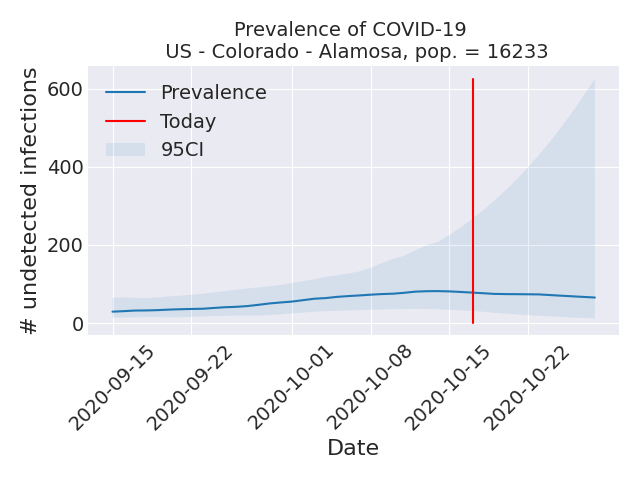 Prevalence of COVID-19
US - Colorado - Alamosa, pop. = 16233
# undetected infections
600
400
200
0
Prevalence
Today
95CI
2020-09-15
2020-09-22
2020-10-01
2020-10-08
2020-10-15
2020-10-22
Date